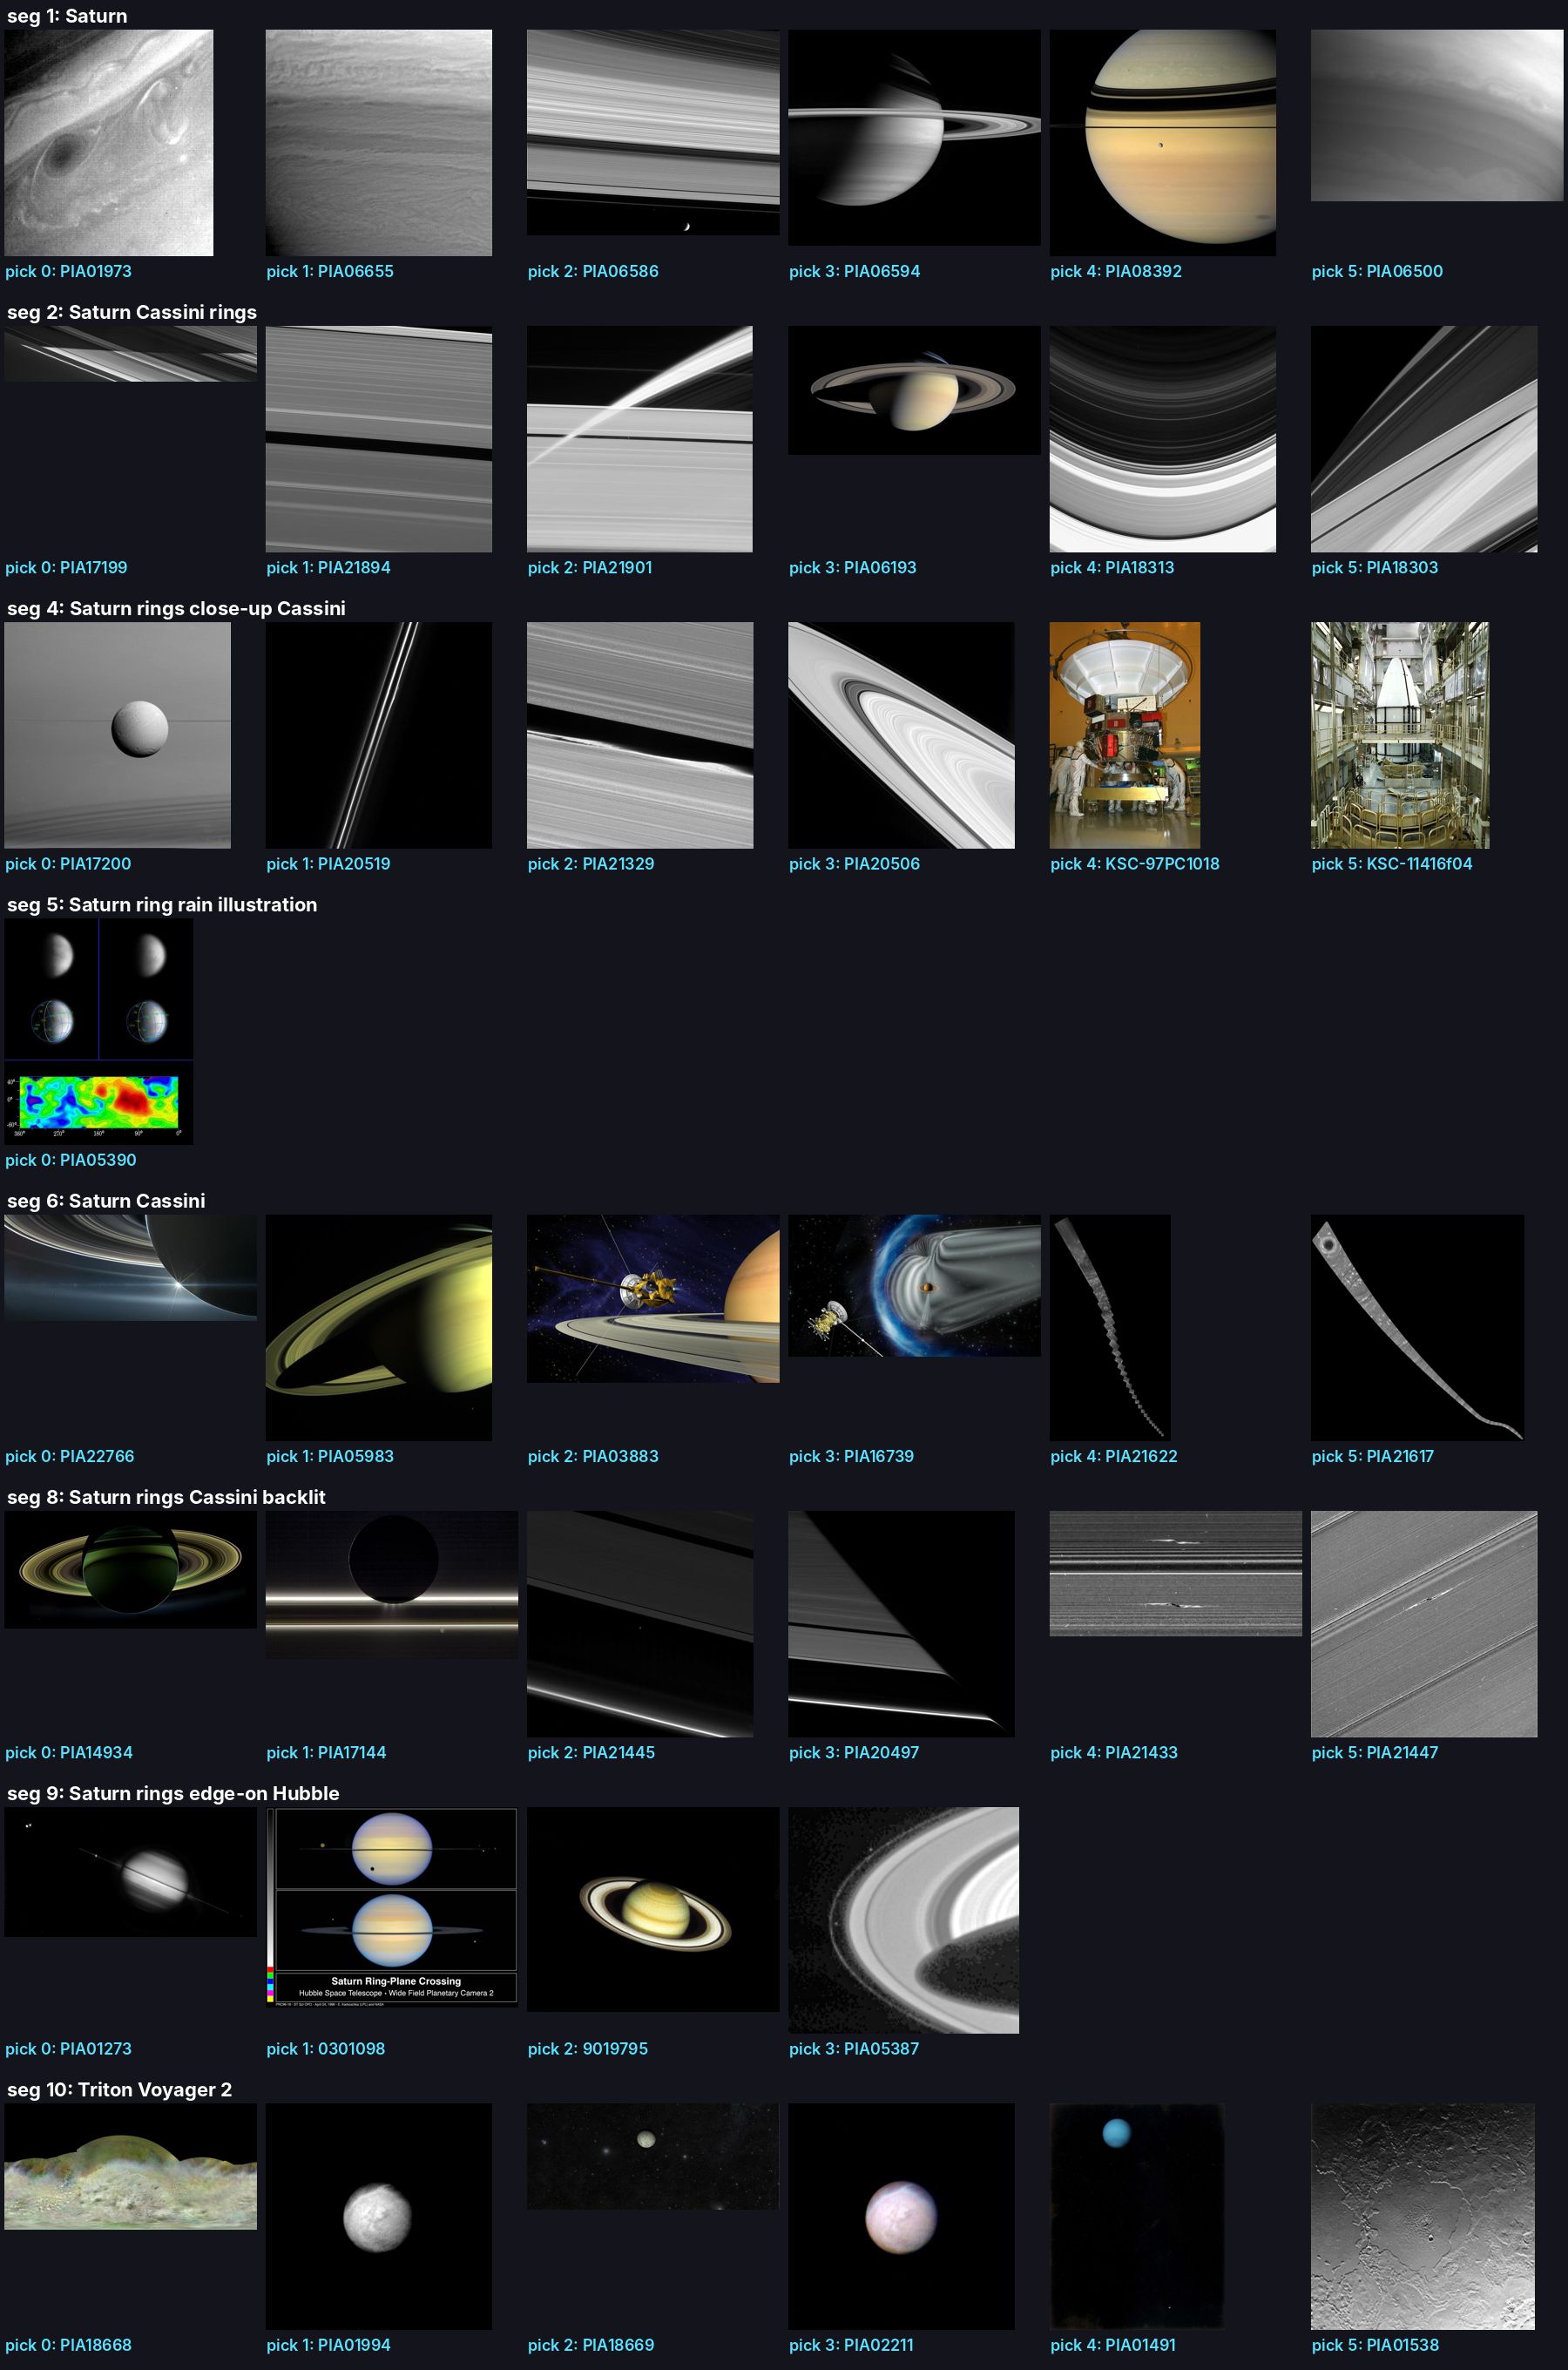 seg 1: Saturn
pick 0: PIA01973
pick 1: PIA06655
pick 2: PIA06586
pick 3: PIA06594
pick 4: PIA08392
pick 5: PIA06500
seg 2: Saturn Cassini rings
pick 0: PIA17199
pick 1: PIA21894
pick 2: PIA21901
pick 3: PIA06193
pick 4: PIA18313
pick 5: PIA18303
seg 4: Saturn rings close-up Cassini
pick 0: PIA17200
pick 1: PIA20519
pick 2: PIA21329
pick 3: PIA20506
pick 4: KSC-97PC1018
pick 5: KSC-11416f04
seg 5: Saturn ring rain illustration
pick 0: PIA05390
seg 6: Saturn Cassini
pick 0: PIA22766
pick 1: PIA05983
pick 2: PIA03883
pick 3: PIA16739
pick 4: PIA21622
pick 5: PIA21617
seg 8: Saturn rings Cassini backlit
pick 0: PIA14934
pick 1: PIA17144
pick 2: PIA21445
pick 3: PIA20497
pick 4: PIA21433
pick 5: PIA21447
seg 9: Saturn rings edge-on Hubble
Saturn Ring-Plane Crossing
Hubble Space Telescope • Wide Field Planetary Camera 2
pick 0: PIA01273
pick 1: 0301098
pick 2: 9019795
pick 3: PIA05387
seg 10: Triton Voyager 2
pick 0: PIA18668
pick 1: PIA01994
pick 2: PIA18669
pick 3: PIA02211
pick 4: PIA01491
pick 5: PIA01538